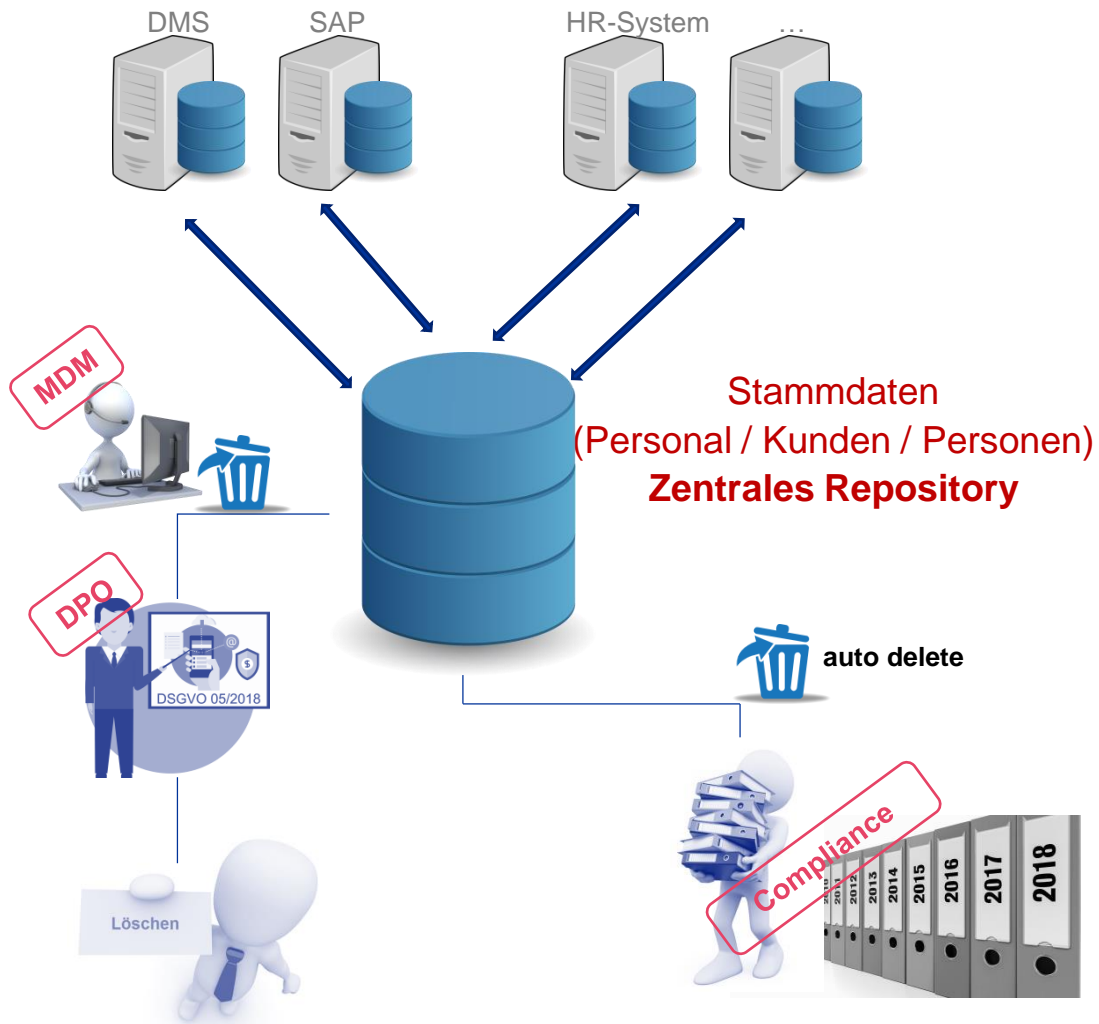 DMS
SAP
HR-System
...
MDM
Stammdaten
(Personal / Kunden / Personen)
Zentrales Repository
DPO
@
$
DSGVO 05/2018
auto delete
Löschen
Compliance
2012
2013
2014
2015
2016
2017
2018